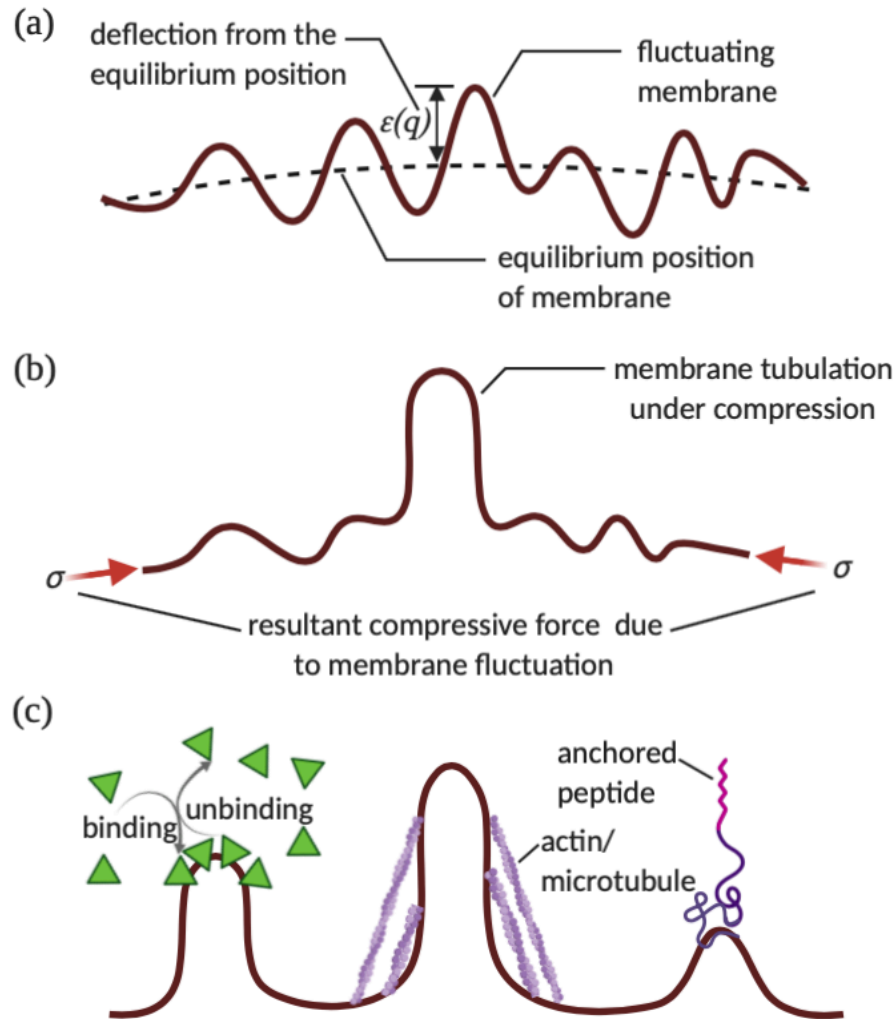 (a)
deflection from the
equilibrium position
fluctuating
membrane
ε(q)
equilibrium position
of membrane
(b)
membrane tubulation
under compression
σ
σ
resultant compressive force due
to membrane fluctuation
(c)
binding
unbinding
anchored
peptide
actin/
microtubule